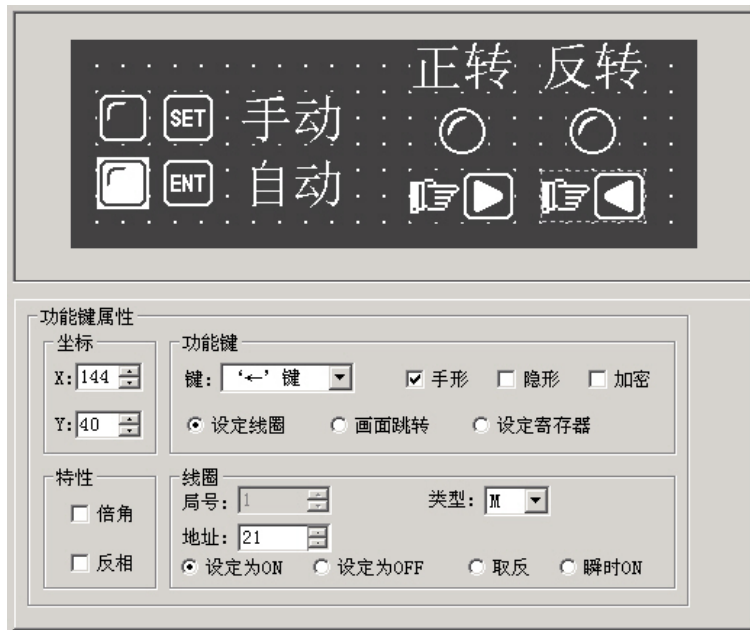 正转 反转
SET 手动
ENT 自动
功能键属性
坐标
X: 144
Y: 40
功能键
键: ‘←’ 键
手形 隐形 加密
设定线圈 画面跳转 设定寄存器
特性
倍角
反相
线圈
局号: 1 类型: M
地址: 21
设定为ON 设定为OFF 取反 瞬时ON